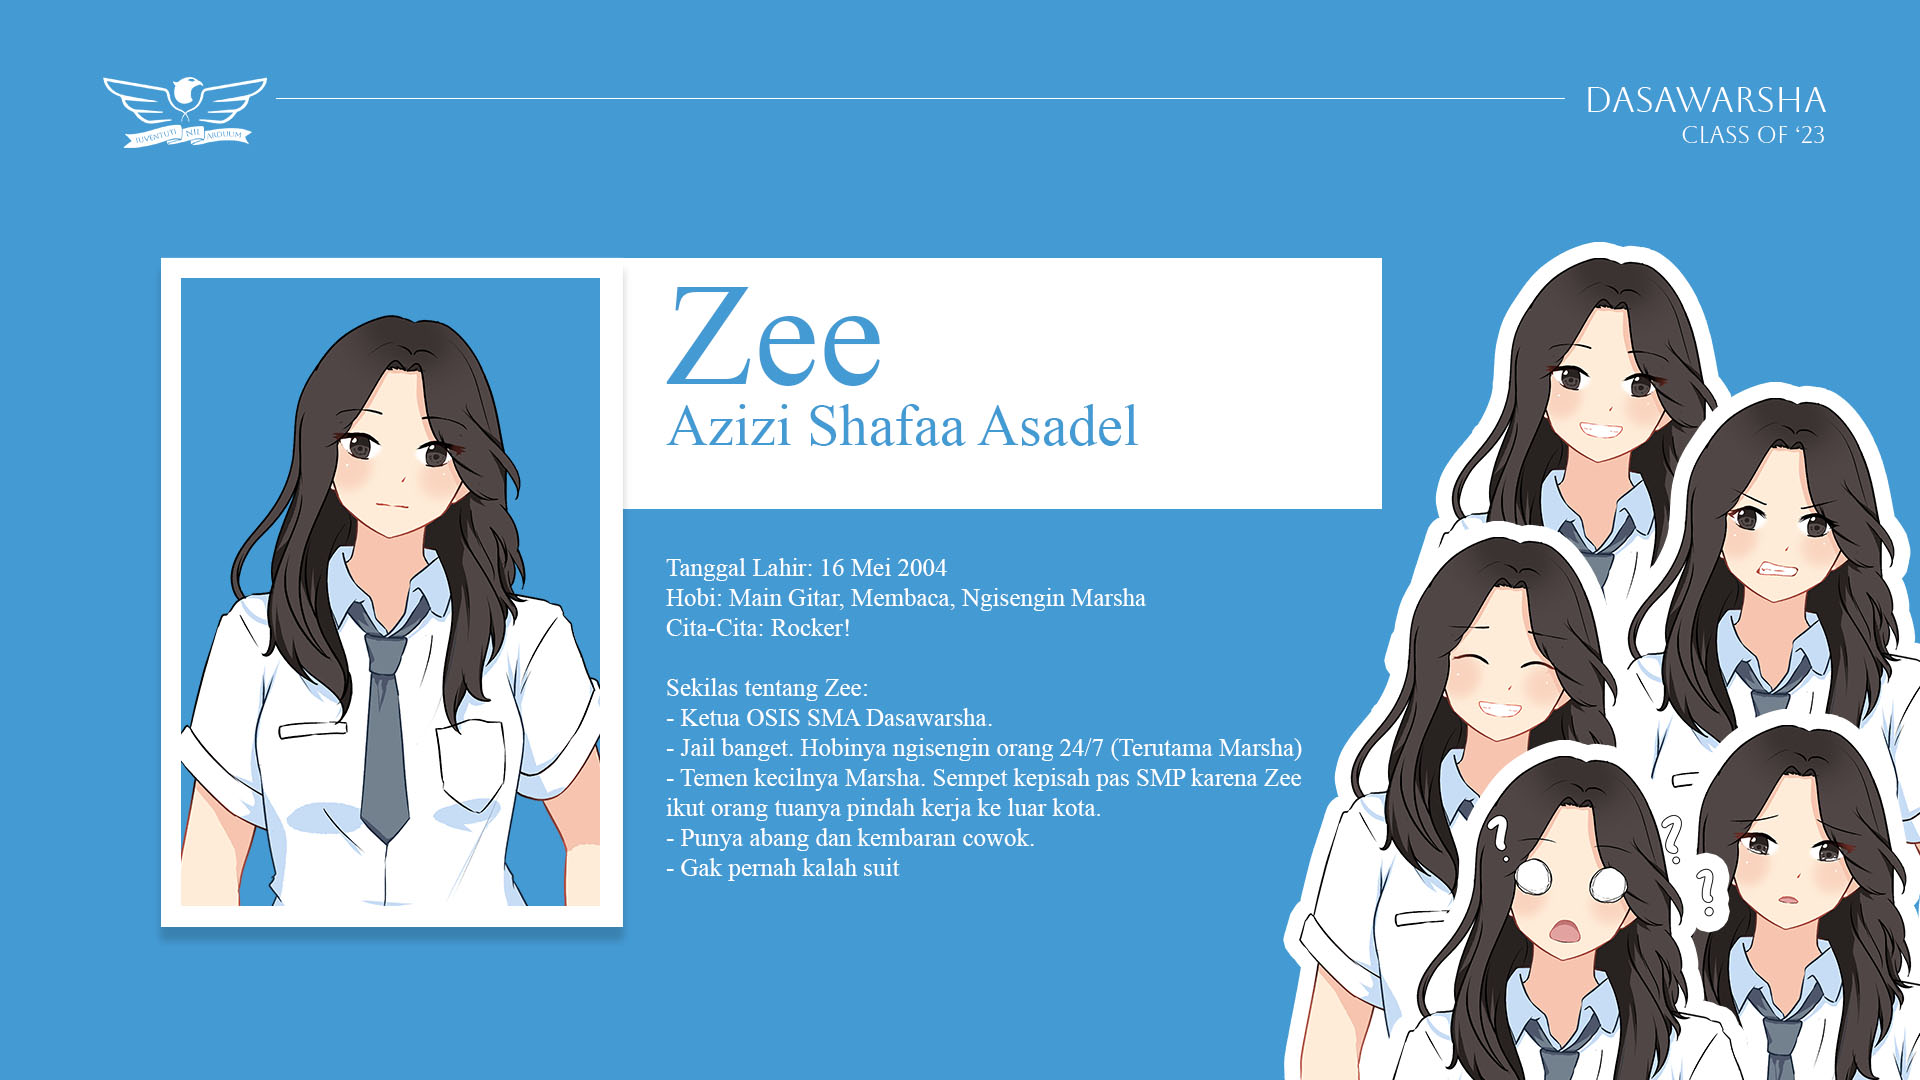 IUVENTUTI NIL ARDUUM
DASAWARSHA
CLASS OF ‘23
Zee
Azizi Shafaa Asadel
Tanggal Lahir: 16 Mei 2004
Hobi: Main Gitar, Membaca, Ngisengin Marsha
Cita-Cita: Rocker!
Sekilas tentang Zee:
- Ketua OSIS SMA Dasawarsha.
- Jail banget. Hobinya ngisengin orang 24/7 (Terutama Marsha)
- Temen kecilnya Marsha. Sempet kepisah pas SMP karena Zee
ikut orang tuanya pindah kerja ke luar kota.
- Punya abang dan kembaran cowok.
- Gak pernah kalah suit
?
?
?